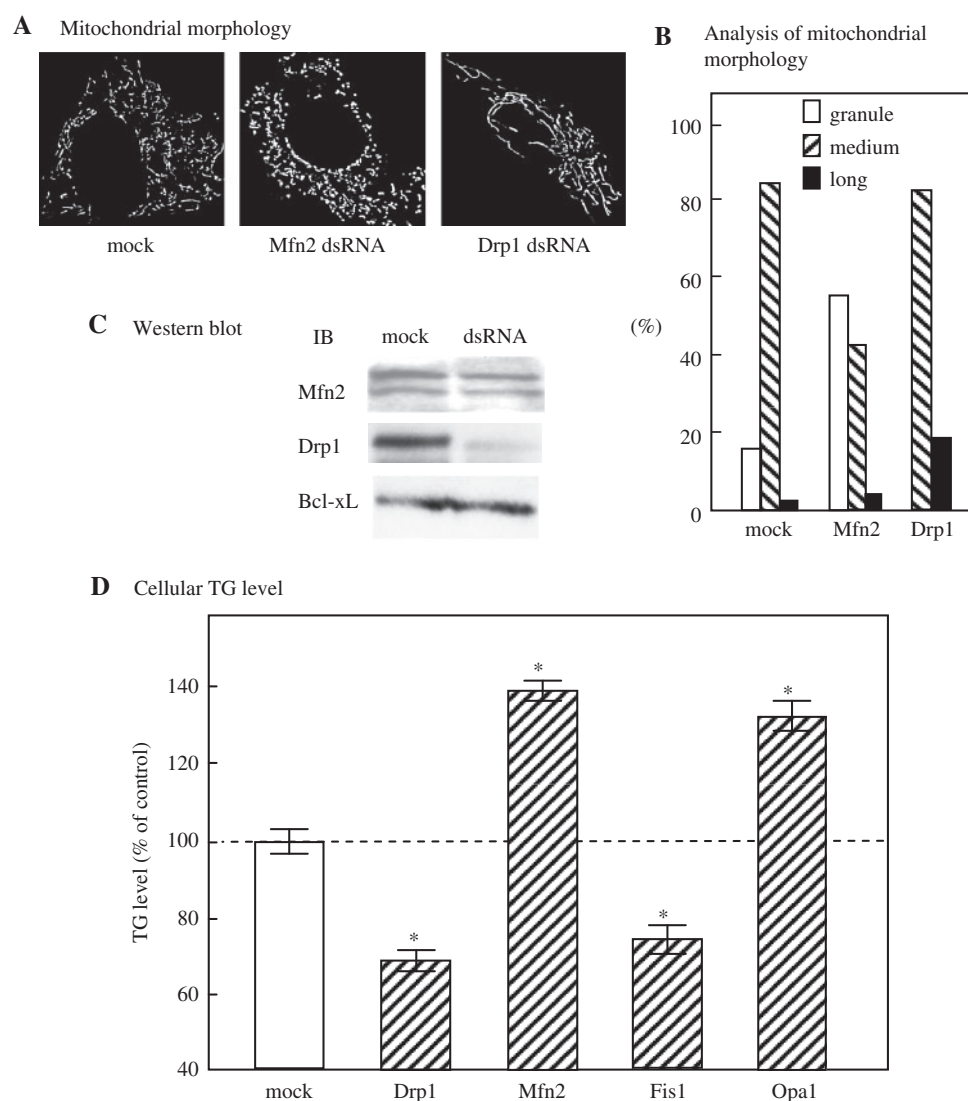 A Mitochondrial morphology
mock
Mfn2 dsRNA
Drp1 dsRNA
B Analysis of mitochondrial
morphology
granule
medium
long
100
80
60
(%)
40
20
0
mock
Mfn2
Drp1
C Western blot
IB
mock
dsRNA
Mfn2
Drp1
Bcl-xL
D Cellular TG level
TG level (% of control)
140
120
100
80
60
40
*
*
*
*
mock
Drp1
Mfn2
Fis1
Opa1